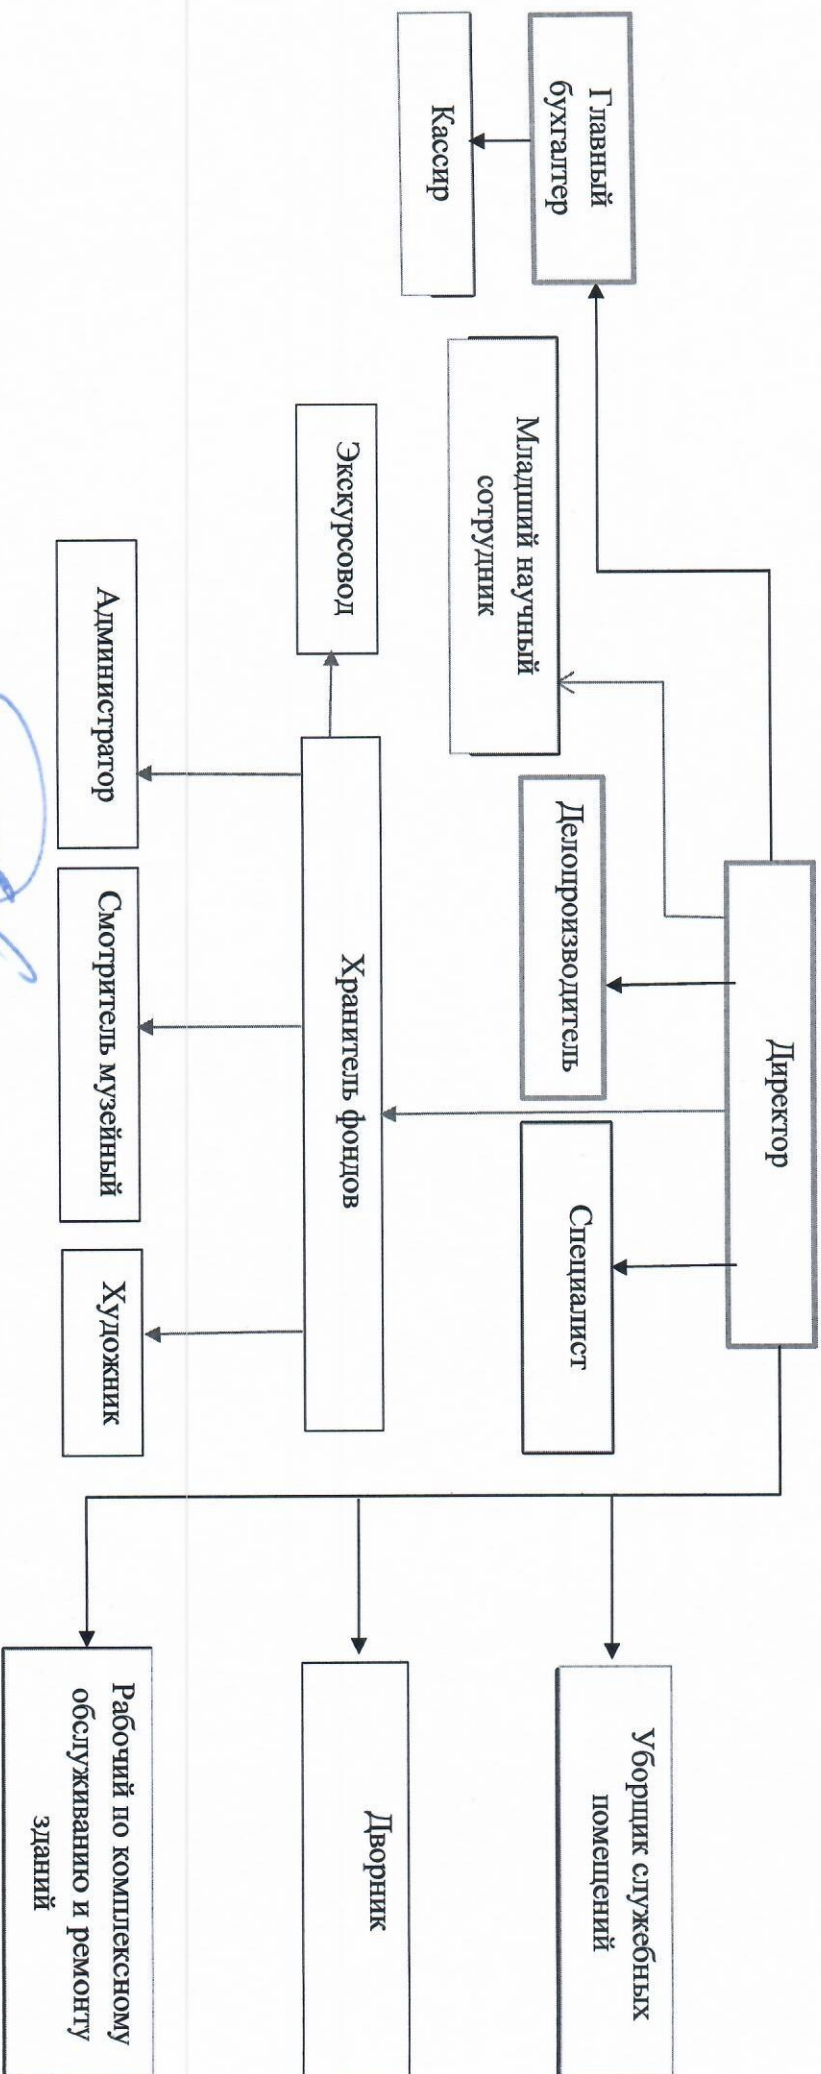 Директор
Главный
бухгалтер
Кассир
Младший научный
сотрудник
Делопроизводитель
Специалист
Экскурсовод
Хранитель фондов
Администратор
Смотритель музейный
Художник
Уборщик служебных
помещений
Дворник
Рабочий по комплексному
обслуживанию и ремонту
зданий